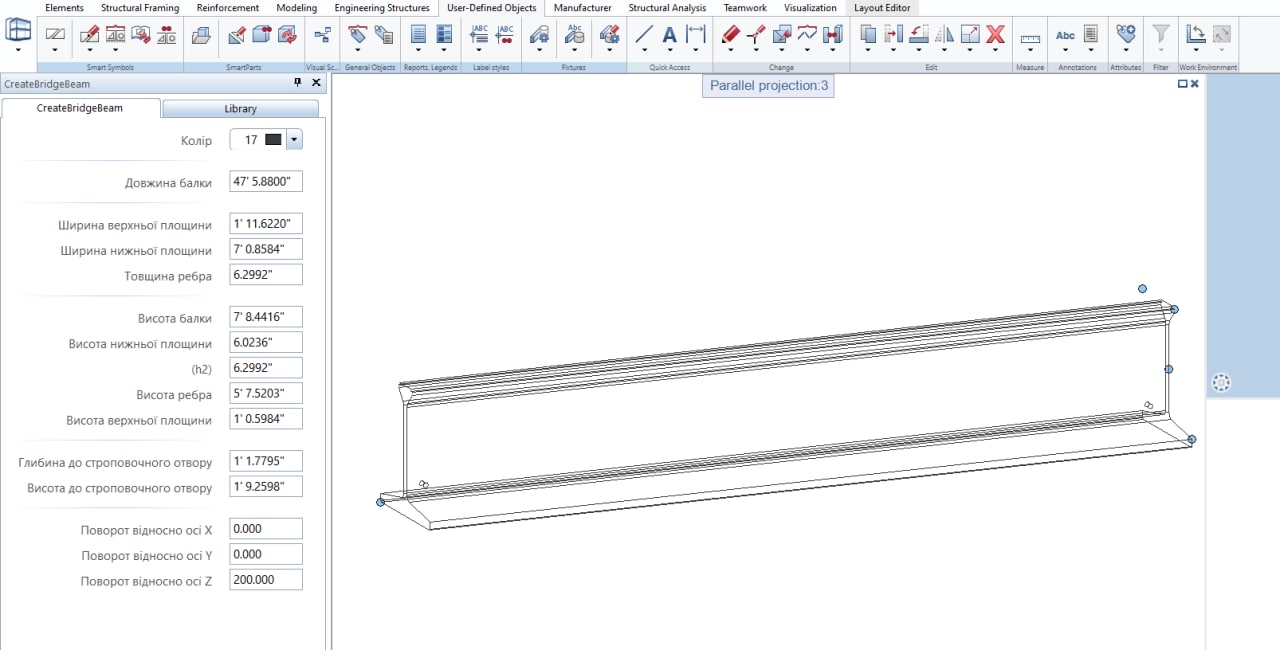 Elements Structural Framing Reinforcement Modeling Engineering Structures User-Defined Objects Manufacturer Structural Analysis Teamwork Visualization Layout Editor
ABC ABC Abc A Abc
Smart Symbols SmartParts Visual Sc... General Objects Reports, Legends Label styles Fixtures Quick Access Change Edit Measure Annotations Attributes Filter Work Environment
CreateBridgeBeam
CreateBridgeBeam Library
Parallel projection:3
Колір 17
Довжина балки 47' 5.8800"
Ширина верхньої площини 1' 11.6220"
Ширина нижньої площини 7' 0.8584"
Товщина ребра 6.2992"
Висота балки 7' 8.4416"
Висота нижньої площини 6.0236"
(h2) 6.2992"
Висота ребра 5' 7.5203"
Висота верхньої площини 1' 0.5984"
Глибина до строповочного отвору 1' 1.7795"
Висота до строповочного отвору 1' 9.2598"
Поворот відносно осі X 0.000
Поворот відносно осі Y 0.000
Поворот відносно осі Z 200.000